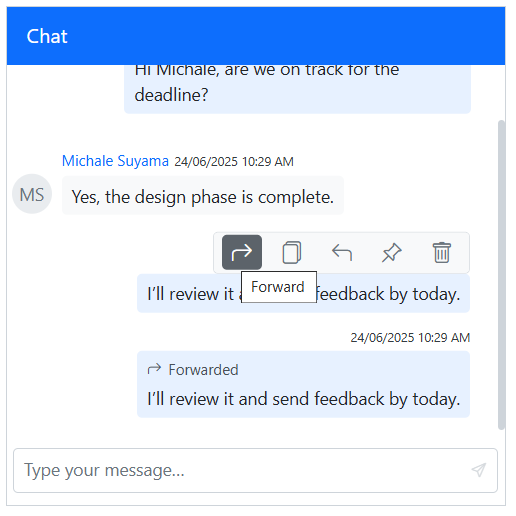 Chat
Hi Michale, are we on track for the
deadline?
Michale Suyama 24/06/2025 10:29 AM
MS
Yes, the design phase is complete.
Forward
I’ll review it feedback by today.
24/06/2025 10:29 AM
Forwarded
I’ll review it and send feedback by today.
Type your message…